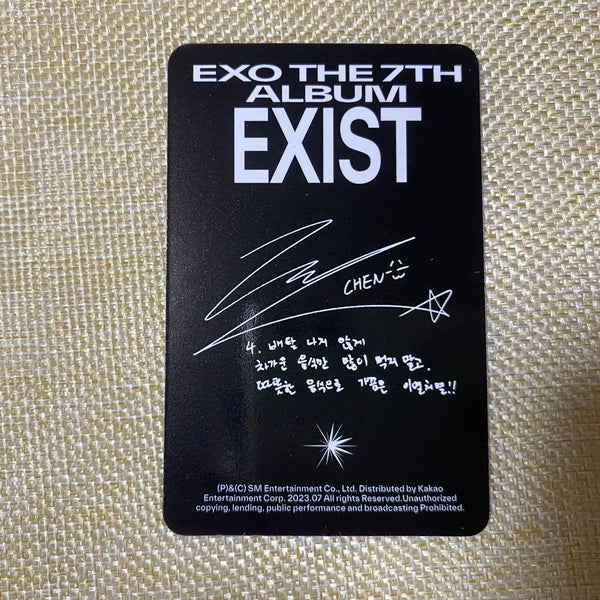 EXO THE 7TH
ALBUM
EXIST
CHEN
4. 배탈 나지 않게
차가운 음식만 많이 먹지 말고.
따뜻한 음식으로 가끔은 이열치열!!
(P)&(C) SM Entertainment Co., Ltd. Distributed by Kakao
Entertainment Corp. 2023.07 All rights Reserved.Unauthorized
copying, lending, public performance and broadcasting Prohibited.